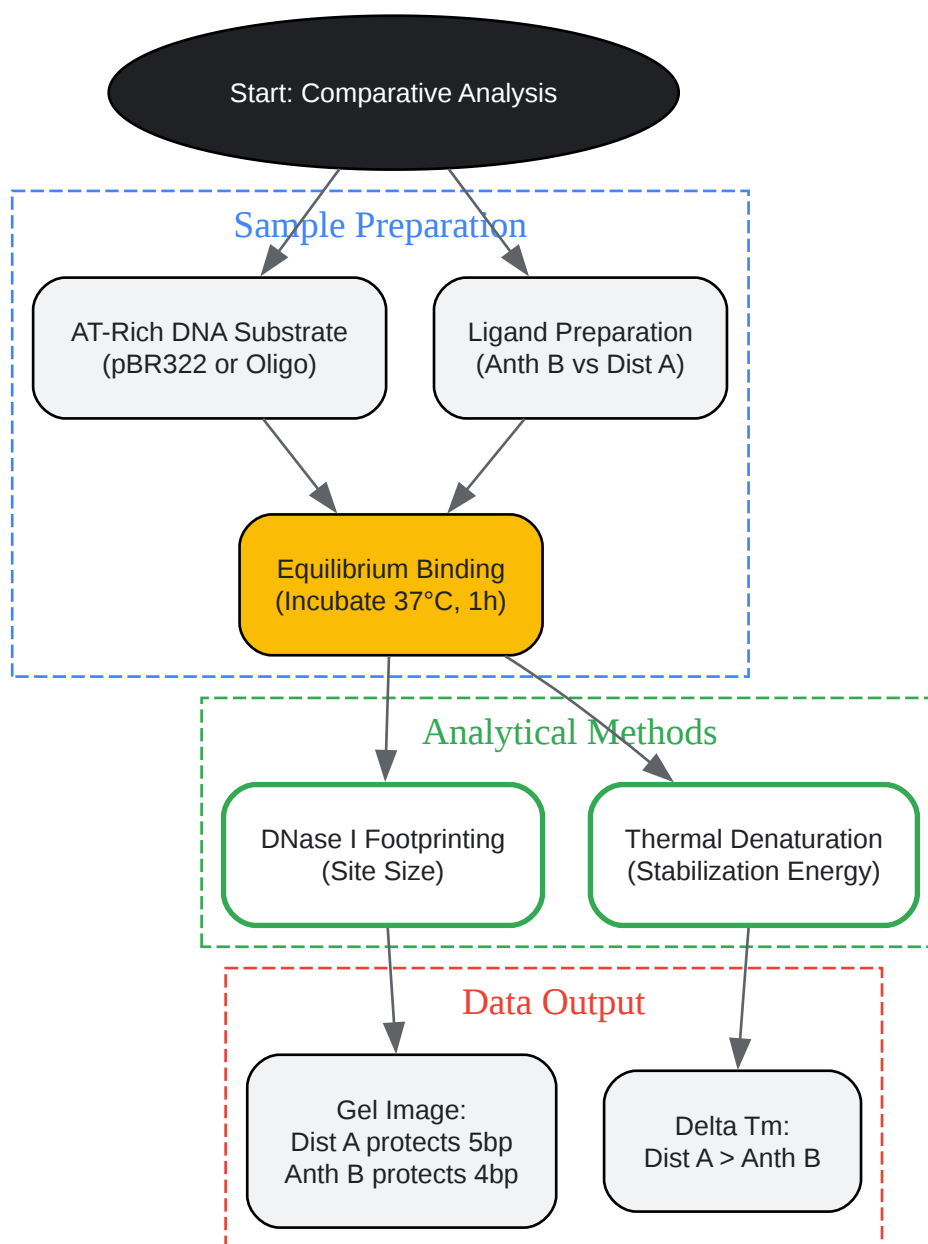 Start: Comparative Analysis
Sample Preparation
AT-Rich DNA Substrate
(pBR322 or Oligo)
Ligand Preparation
(Anth B vs Dist A)
Equilibrium Binding
(Incubate 37°C, 1h)
Analytical Methods
DNase I Footprinting
(Site Size)
Thermal Denaturation
(Stabilization Energy)
Data Output
Gel Image:
Dist A protects 5bp
Anth B protects 4bp
Delta Tm:
Dist A > Anth B